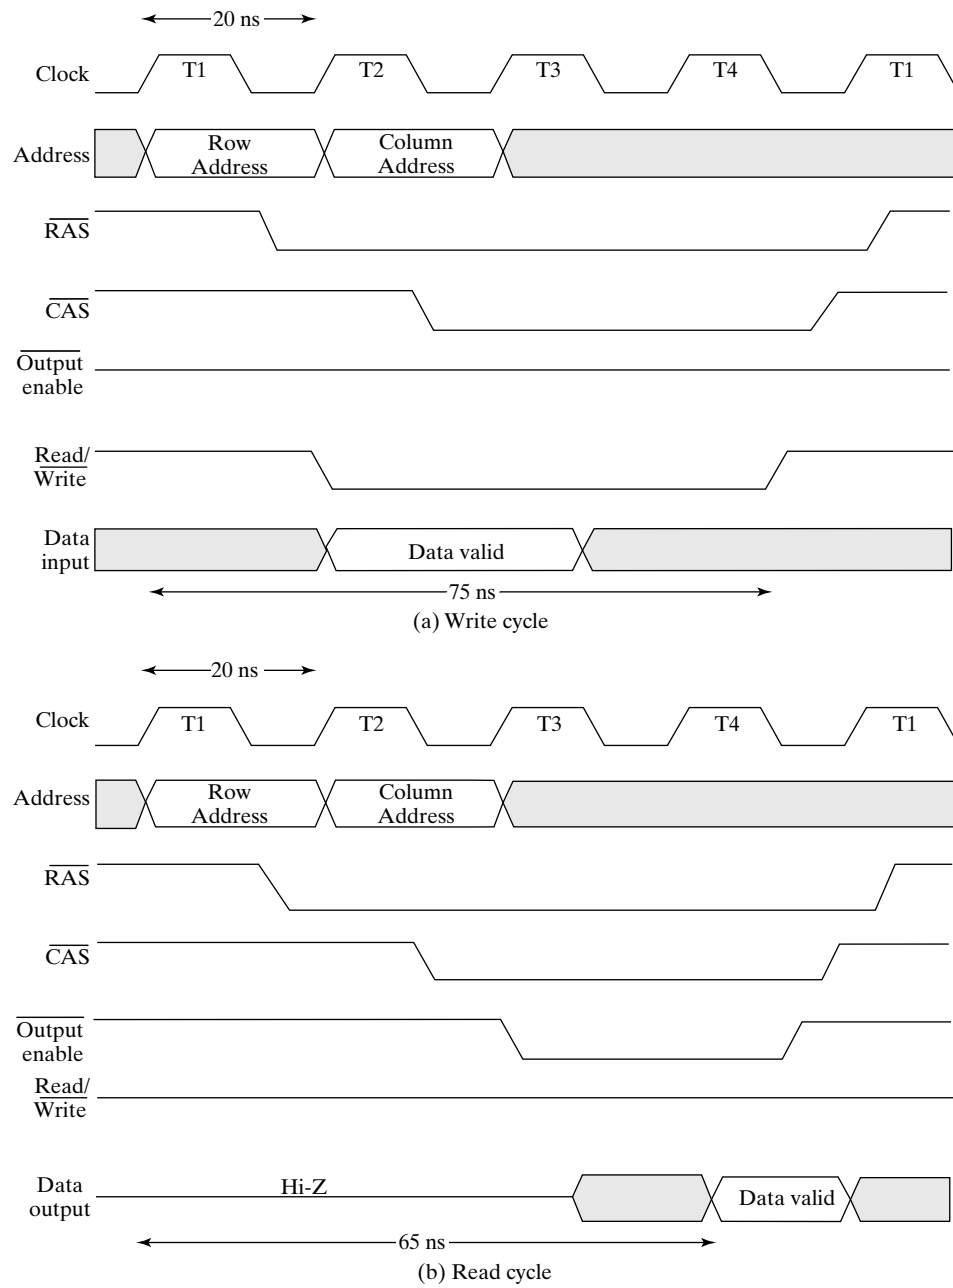 20 ns
Clock T1 T2 T3 T4 T1
Address Row Address Column Address
RAS
CAS
Output
enable
Read/
Write
Data
input
Data valid
75 ns
(a) Write cycle
20 ns
Clock T1 T2 T3 T4 T1
Address Row Address Column Address
RAS
CAS
Output
enable
Read/
Write
Data
output
Hi-Z
Data valid
65 ns
(b) Read cycle